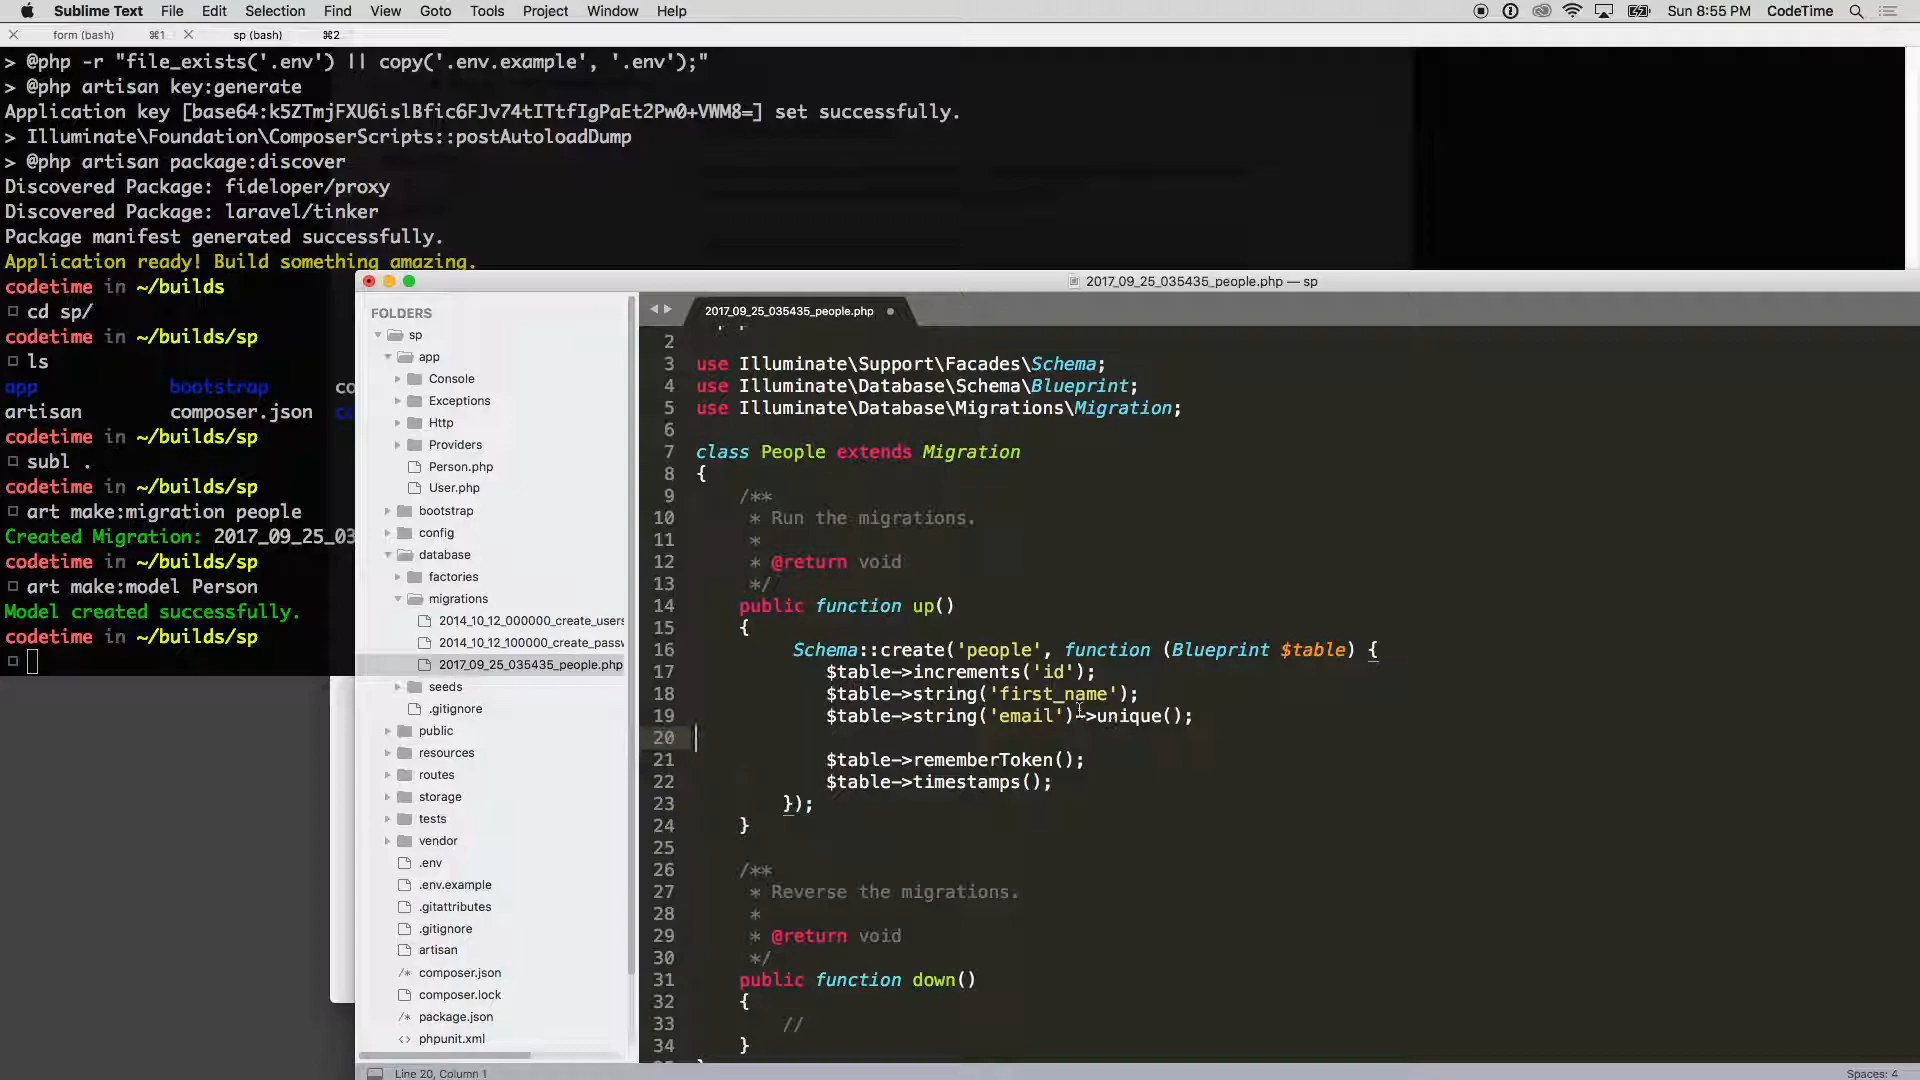 Sublime Text File Edit Selection Find View Goto Tools Project Window Help Sun 8:55 PM CodeTime
form (bash) ⌘1 sp (bash) ⌘2
> @php -r "file_exists('.env') || copy('.env.example', '.env');"
> @php artisan key:generate
Application key [base64:k5ZTmjFXU6islBfic6FJv74tITtfIgPaEt2Pw0+VWM8=] set successfully.
> Illuminate\Foundation\ComposerScripts::postAutoloadDump
> @php artisan package:discover
Discovered Package: fideloper/proxy
Discovered Package: laravel/tinker
Package manifest generated successfully.
Application ready! Build something amazing.
codetime in ~/builds
cd sp/
codetime in ~/builds/sp
ls
app bootstrap co
artisan composer.json co
codetime in ~/builds/sp
subl .
codetime in ~/builds/sp
art make:migration people
Created Migration: 2017_09_25_03
codetime in ~/builds/sp
art make:model Person
Model created successfully.
codetime in ~/builds/sp
2017_09_25_035435_people.php — sp
FOLDERS
sp
app
Console
Exceptions
Http
Providers
Person.php
User.php
bootstrap
config
database
factories
migrations
2014_10_12_000000_create_users
2014_10_12_100000_create_passw
2017_09_25_035435_people.php
seeds
.gitignore
public
resources
routes
storage
tests
vendor
.env
.env.example
.gitattributes
.gitignore
artisan
/* composer.json
composer.lock
/* package.json
<> phpunit.xml
2017_09_25_035435_people.php
2
3 use Illuminate\Support\Facades\Schema;
4 use Illuminate\Database\Schema\Blueprint;
5 use Illuminate\Database\Migrations\Migration;
6
7 class People extends Migration
8 {
9 /**
10 * Run the migrations.
11 *
12 * @return void
13 */
14 public function up()
15 {
16 Schema::create('people', function (Blueprint $table) {
17 $table->increments('id');
18 $table->string('first_name');
19 $table->string('email')->unique();
20
21 $table->rememberToken();
22 $table->timestamps();
23 });
24 }
25
26 /**
27 * Reverse the migrations.
28 *
29 * @return void
30 */
31 public function down()
32 {
33 //
34 }
Line 20, Column 1 Spaces: 4